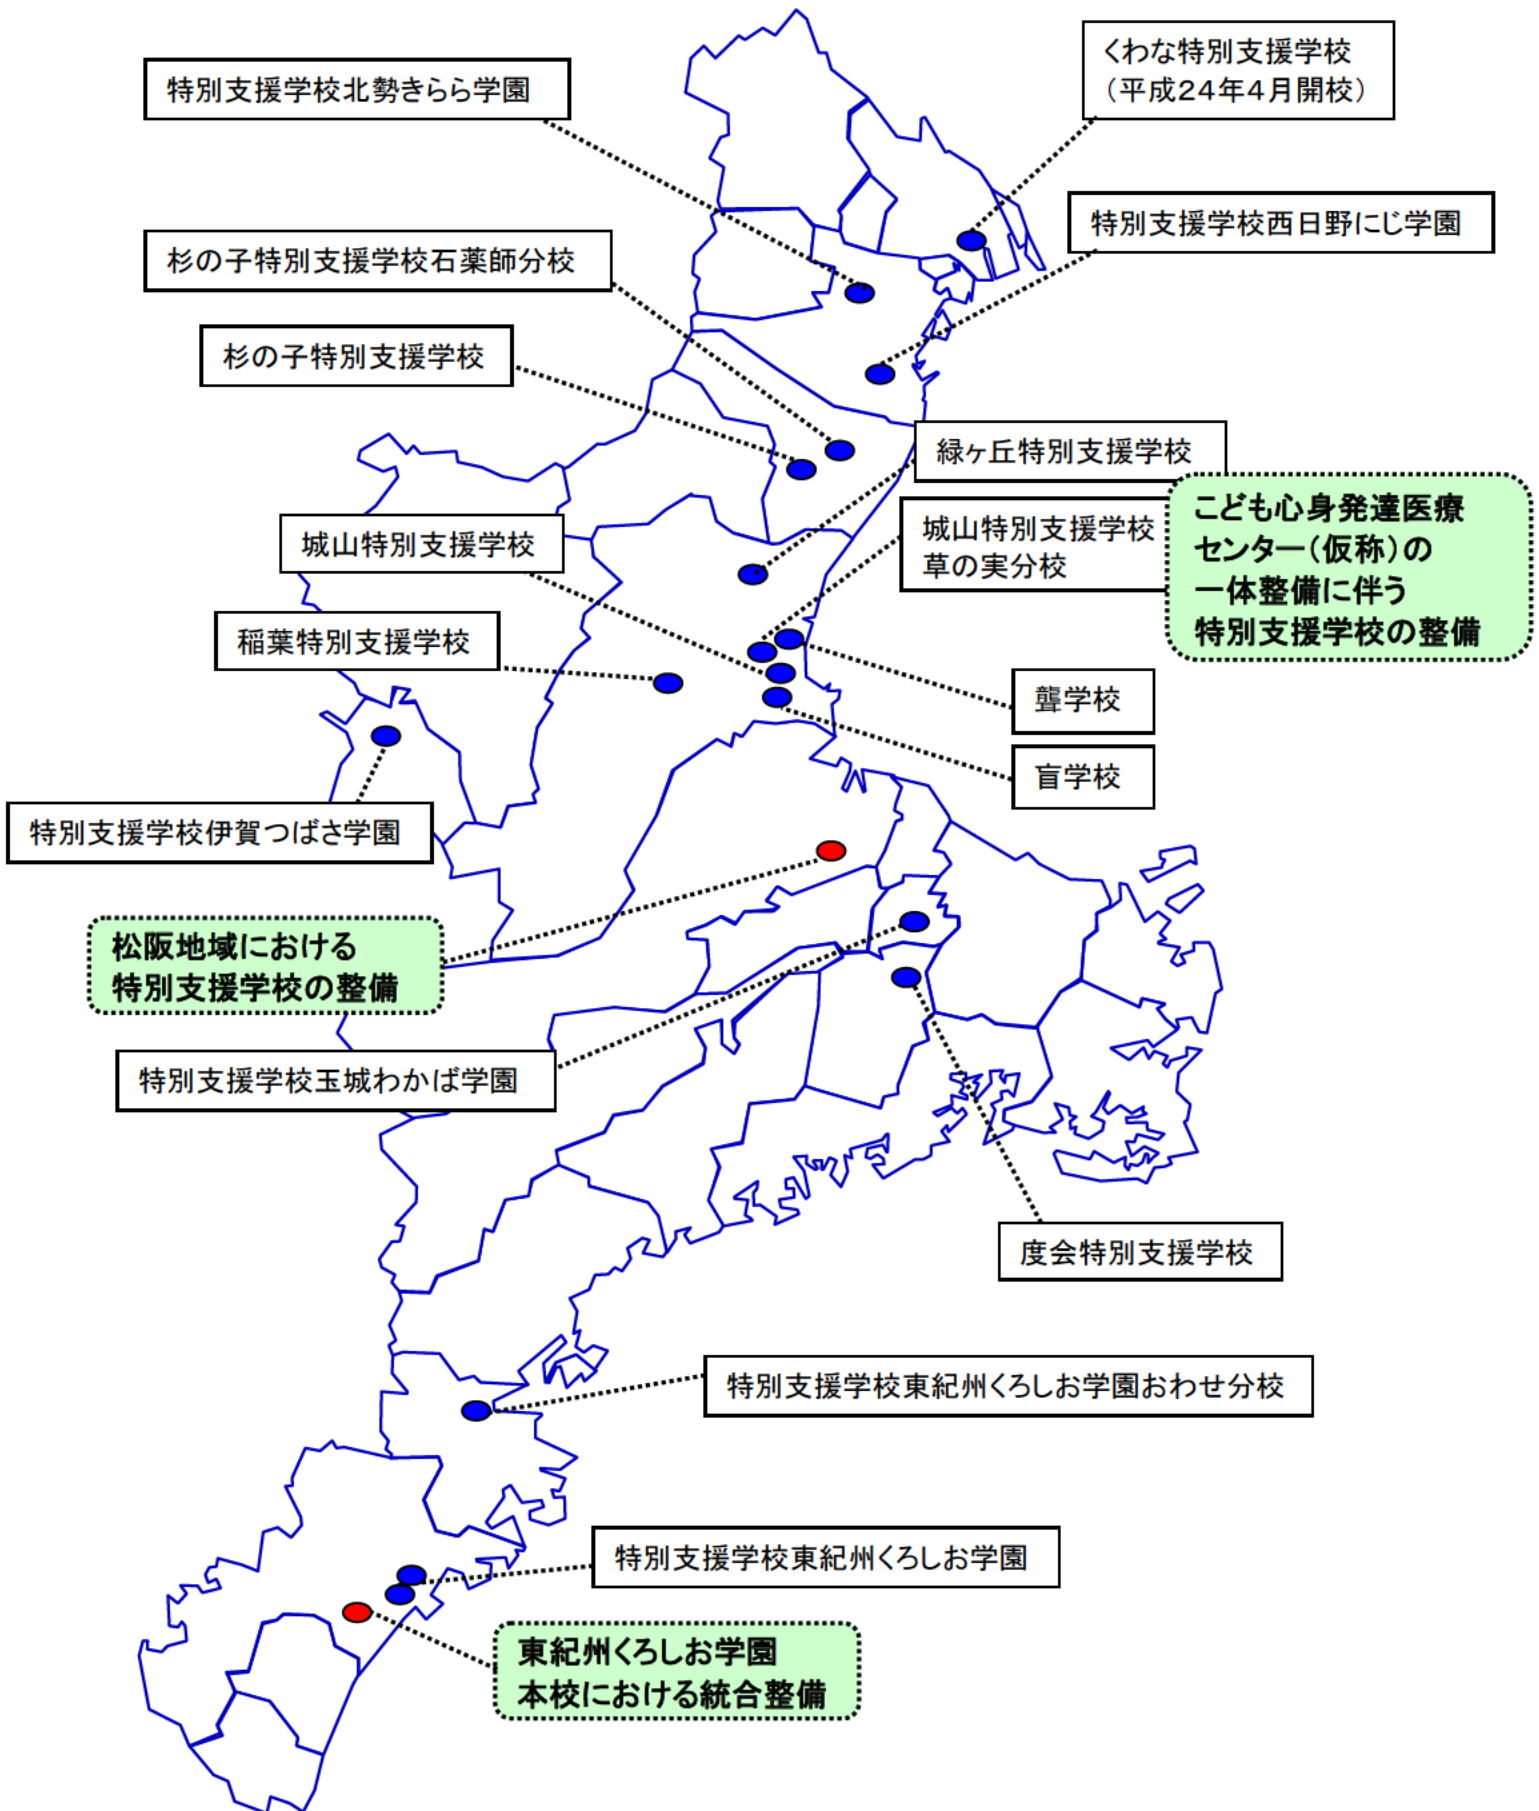 くわな特別支援学校
（平成２４年４月開校）
特別支援学校北勢きらら学園
特別支援学校西日野にじ学園
杉の子特別支援学校石薬師分校
杉の子特別支援学校
緑ヶ丘特別支援学校
城山特別支援学校
草の実分校
こども心身発達医療
センター（仮称）の
一体整備に伴う
特別支援学校の整備
城山特別支援学校
稲葉特別支援学校
聾学校
盲学校
特別支援学校伊賀つばさ学園
松阪地域における
特別支援学校の整備
特別支援学校玉城わかば学園
度会特別支援学校
特別支援学校東紀州くろしお学園おわせ分校
特別支援学校東紀州くろしお学園
東紀州くろしお学園
本校における統合整備